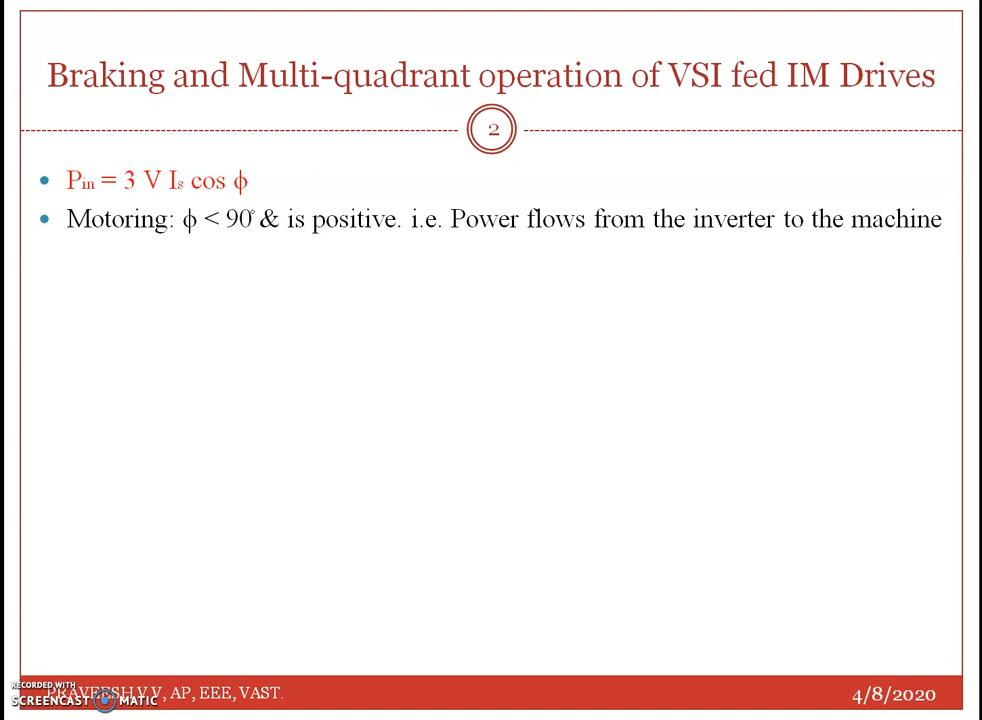 Braking and Multi-quadrant operation of VSI fed IM Drives
2
• Pin = 3 V Is cos ϕ
• Motoring: ϕ < 90° & is positive. i.e. Power flows from the inverter to the machine
RECORDED WITH
SCREENCAST MATIC
PRAVEESH V V, AP, EEE, VAST.
4/8/2020